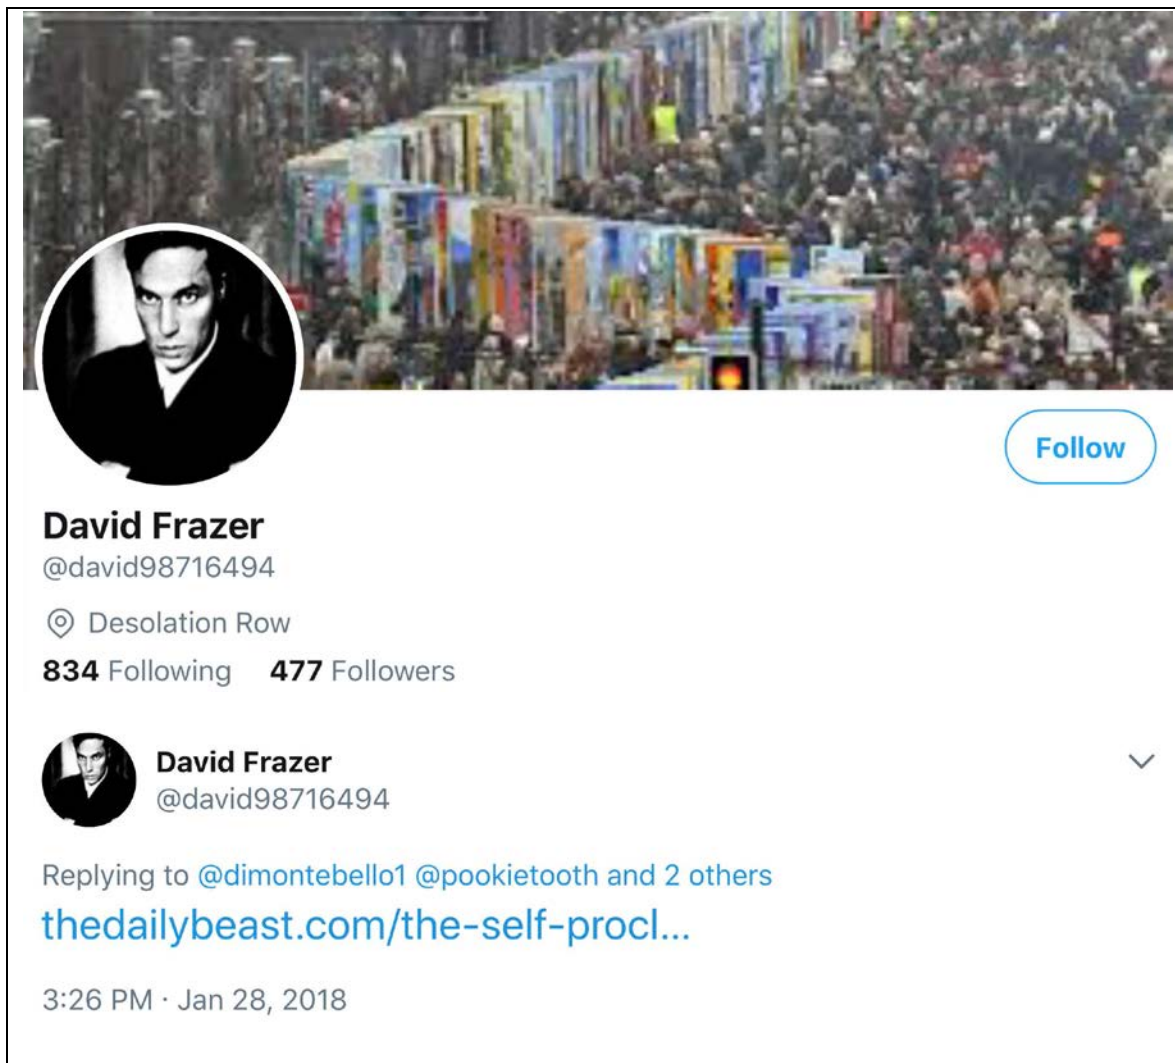 Follow
David Frazer
@david98716494
Desolation Row
834 Following 477 Followers
David Frazer
@david98716494
Replying to @dimontebello1 @pookietooth and 2 others
thedailybeast.com/the-self-procl...
3:26 PM · Jan 28, 2018